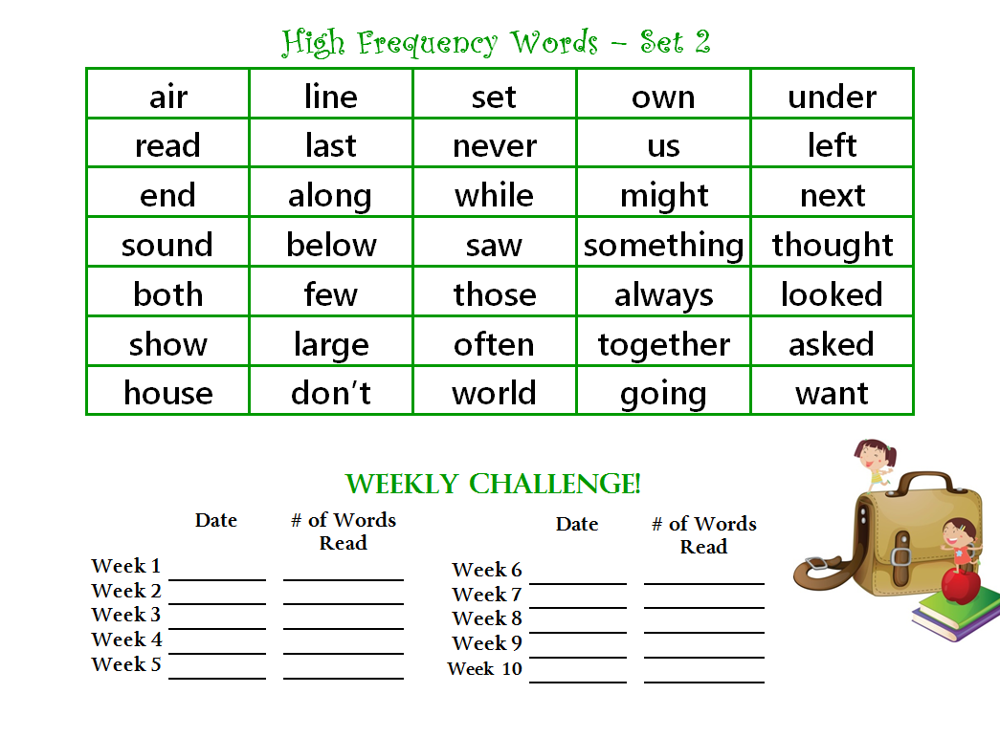 High Frequency Words – Set 2
air line set own under
read last never us left
end along while might next
sound below saw something thought
both few those always looked
show large often together asked
house don’t world going want
WEEKLY CHALLENGE!
Date # of Words Read
Week 1
Week 2
Week 3
Week 4
Week 5
Date # of Words Read
Week 6
Week 7
Week 8
Week 9
Week 10